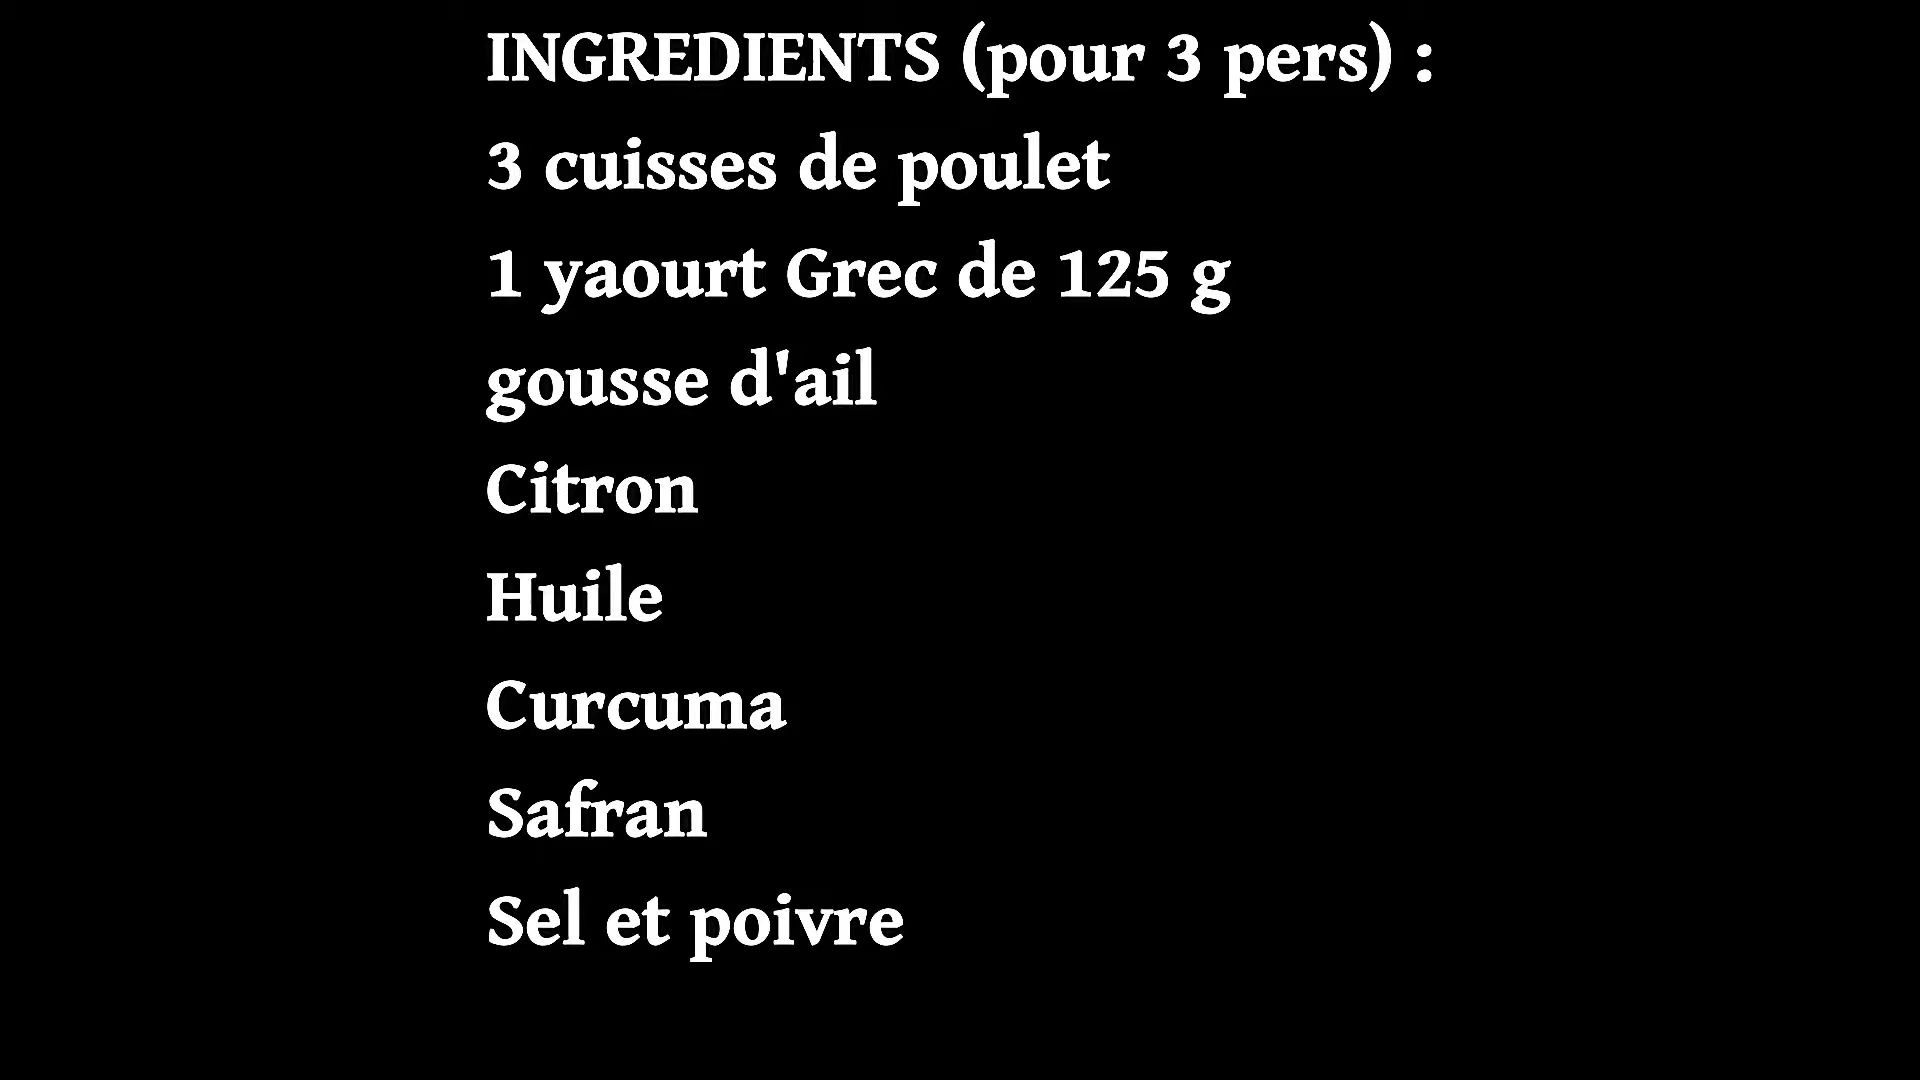 INGREDIENTS (pour 3 pers) :
3 cuisses de poulet
1 yaourt Grec de 125 g
gousse d'ail
Citron
Huile
Curcuma
Safran
Sel et poivre